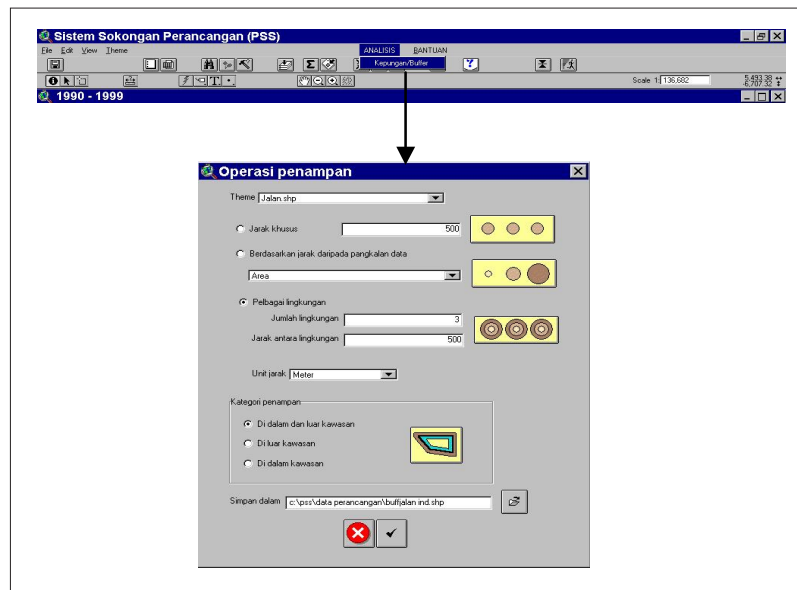 Sistem Sokongan Perancangan (PSS)
File Edit View Theme ANALISIS BANTUAN
Kepungan/Buffer
Scale 1: 136,682
5,493.38
-6,707.32
1990 - 1999
Operasi penampan
Theme Jalan.shp
Jarak khusus 500
Berdasarkan jarak daripada pangkalan data
Area
Pelbagai lingkungan
Jumlah lingkungan 3
Jarak antara lingkungan 500
Unit jarak Meter
Kategori penampan
Di dalam dan luar kawasan
Di luar kawasan
Di dalam kawasan
Simpan dalam c:\pss\data perancangan\buffjalan ind.shp